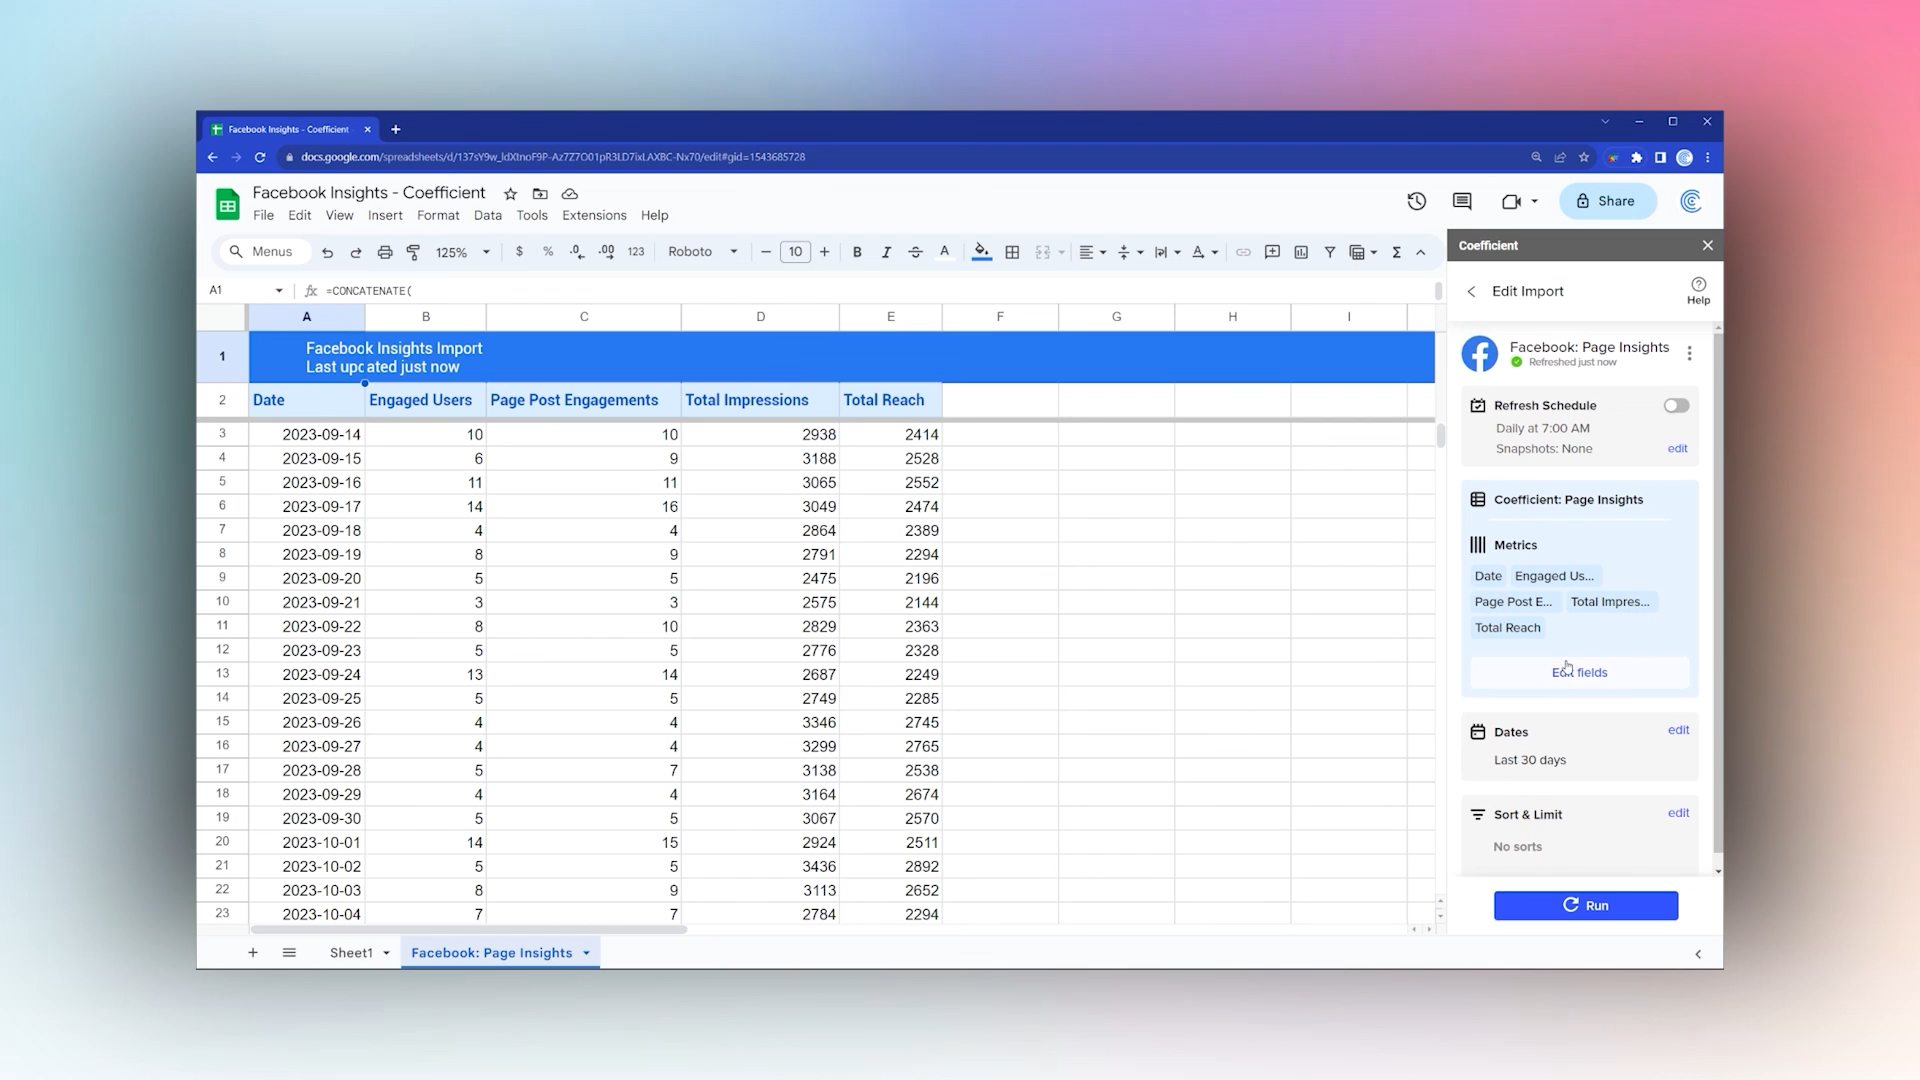 Facebook Insights - Coefficient
docs.google.com/spreadsheets/d/137sY9w_ldXtnoF9P-Az7Z7O01pR3LD7ixLAXBC-Nx70/edit#gid=1543685728
Facebook Insights - Coefficient
File Edit View Insert Format Data Tools Extensions Help
Share
Menus 125% $ % .0 .00 123 Roboto 10 B I A
Coefficient
A1 fx =CONCATENATE(
Edit Import
Help
A B C D E F G H I
1 Facebook Insights Import
Last updated just now
2 Date Engaged Users Page Post Engagements Total Impressions Total Reach
3 2023-09-14 10 10 2938 2414
4 2023-09-15 6 9 3188 2528
5 2023-09-16 11 11 3065 2552
6 2023-09-17 14 16 3049 2474
7 2023-09-18 4 4 2864 2389
8 2023-09-19 8 9 2791 2294
9 2023-09-20 5 5 2475 2196
10 2023-09-21 3 3 2575 2144
11 2023-09-22 8 10 2829 2363
12 2023-09-23 5 5 2776 2328
13 2023-09-24 13 14 2687 2249
14 2023-09-25 5 5 2749 2285
15 2023-09-26 4 4 3346 2745
16 2023-09-27 4 4 3299 2765
17 2023-09-28 5 7 3138 2538
18 2023-09-29 4 4 3164 2674
19 2023-09-30 5 5 3067 2570
20 2023-10-01 14 15 2924 2511
21 2023-10-02 5 5 3436 2892
22 2023-10-03 8 9 3113 2652
23 2023-10-04 7 7 2784 2294
Facebook: Page Insights
Refreshed just now
Refresh Schedule
Daily at 7:00 AM
Snapshots: None edit
Coefficient: Page Insights
Metrics
Date Engaged Us...
Page Post E... Total Impres...
Total Reach
Edit fields
Dates edit
Last 30 days
Sort & Limit edit
No sorts
Run
Sheet1 Facebook: Page Insights